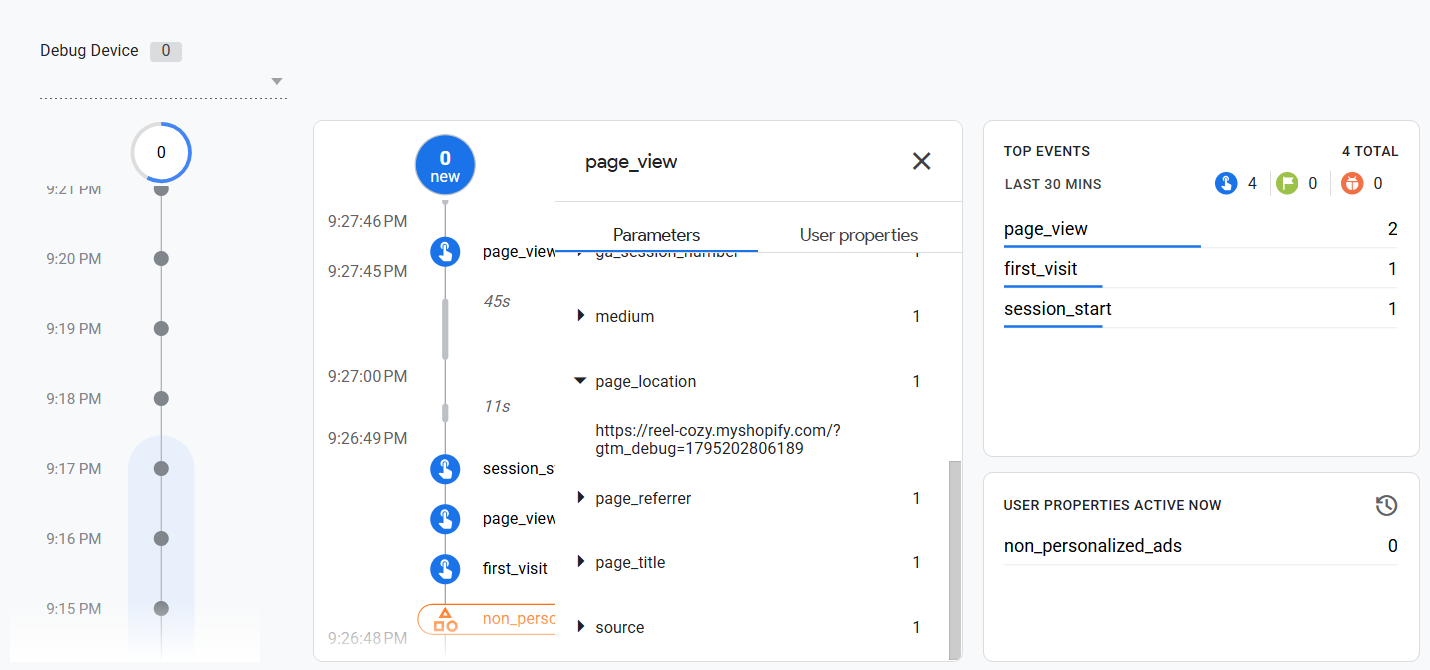 Debug Device 0
0
9:21 PM
9:20 PM
9:19 PM
9:18 PM
9:17 PM
9:16 PM
9:15 PM
0
new
9:27:46 PM
page_view
9:27:45 PM
45s
9:27:00 PM
11s
9:26:49 PM
session_s
page_view
first_visit
non_perso
9:26:48 PM
page_view
Parameters User properties
ga_session_number 1
medium 1
page_location 1
https://reel-cozy.myshopify.com/?
gtm_debug=1795202806189
page_referrer 1
page_title 1
source 1
TOP EVENTS 4 TOTAL
LAST 30 MINS 4 0 0
page_view 2
first_visit 1
session_start 1
USER PROPERTIES ACTIVE NOW
non_personalized_ads 0